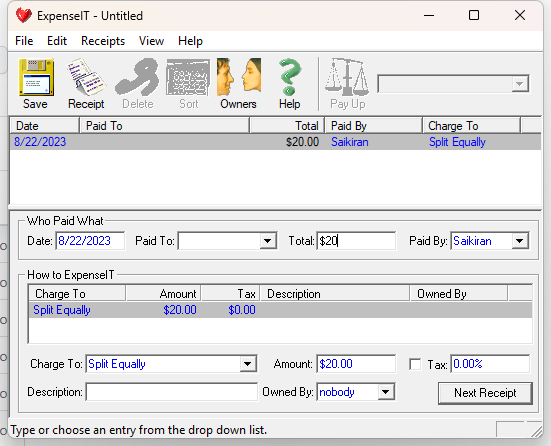 ExpenseIT - Untitled
File Edit Receipts View Help
Save Receipt Delete Sort Owners Help Pay Up
Date Paid To Total Paid By Charge To
8/22/2023 $20.00 Saikiran Split Equally
Who Paid What
Date: 8/22/2023 Paid To: Total: $20 Paid By: Saikiran
How to ExpenseIT
Charge To Amount Tax Description Owned By
Split Equally $20.00 $0.00
Charge To: Split Equally Amount: $20.00 Tax: 0.00%
Description: Owned By: nobody Next Receipt
Type or choose an entry from the drop down list.